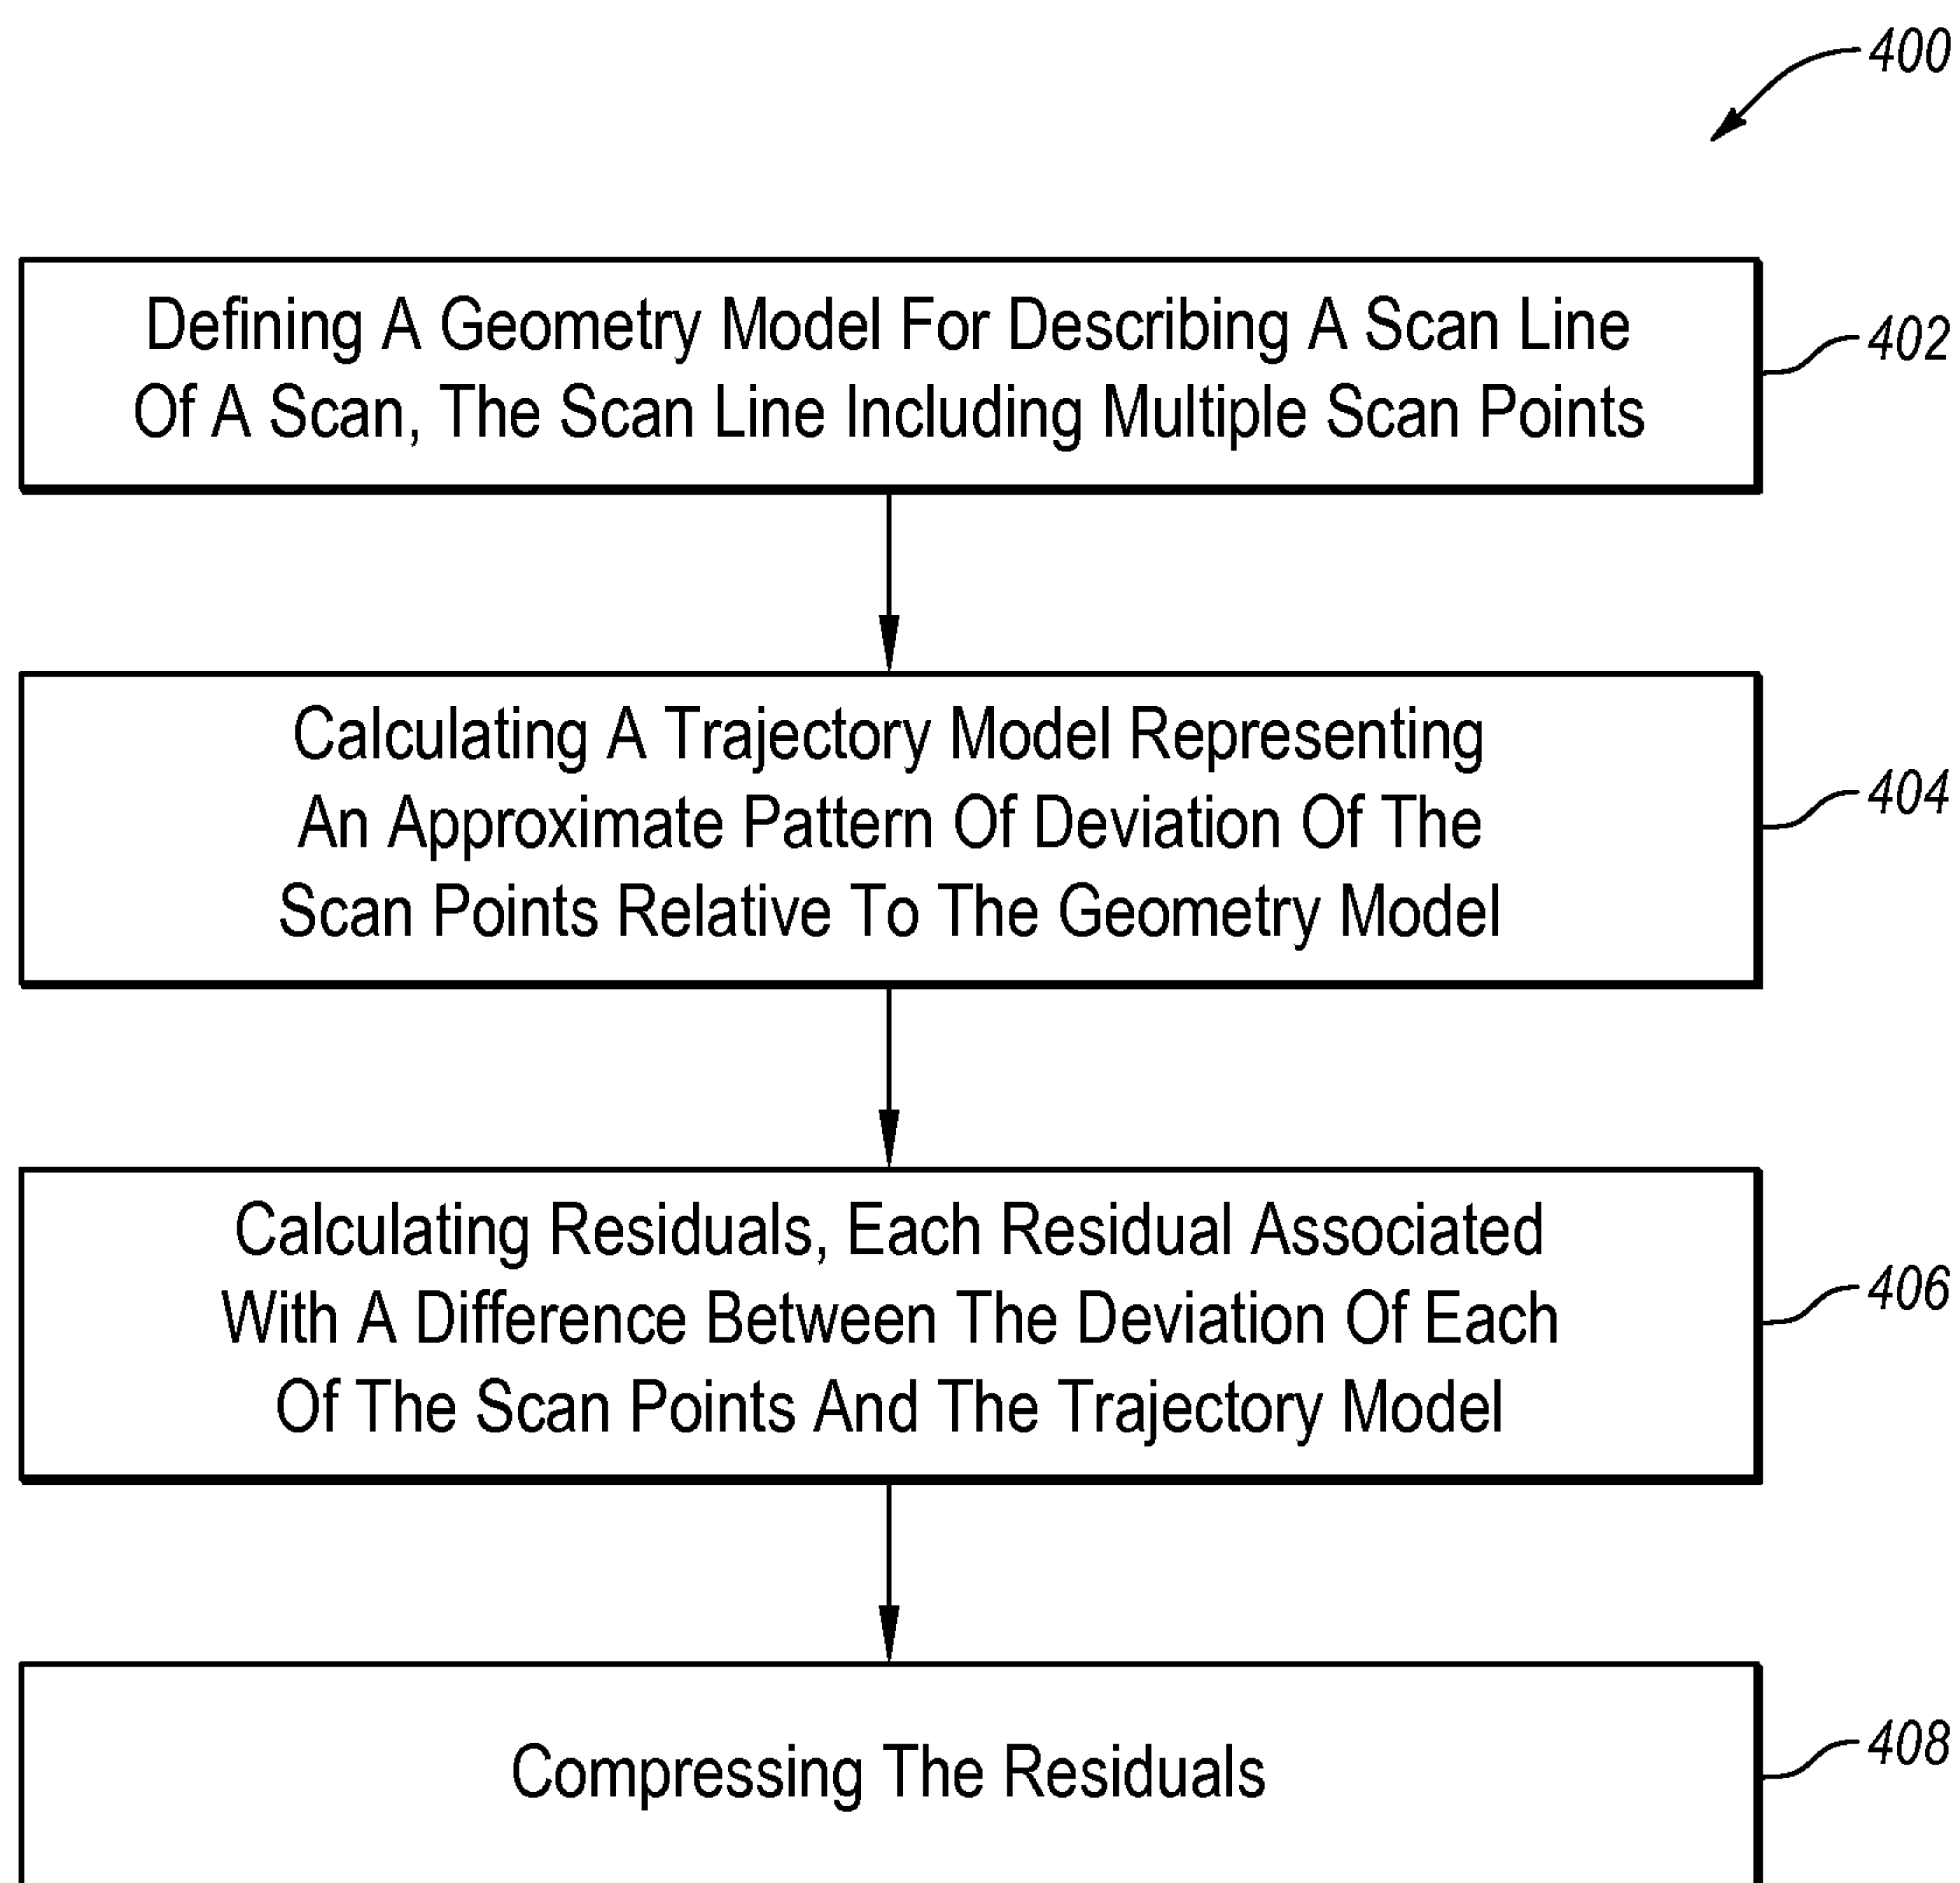 400
Defining A Geometry Model For Describing A Scan Line
Of A Scan, The Scan Line Including Multiple Scan Points
402
Calculating A Trajectory Model Representing
An Approximate Pattern Of Deviation Of The
Scan Points Relative To The Geometry Model
404
Calculating Residuals, Each Residual Associated
With A Difference Between The Deviation Of Each
Of The Scan Points And The Trajectory Model
406
Compressing The Residuals
408